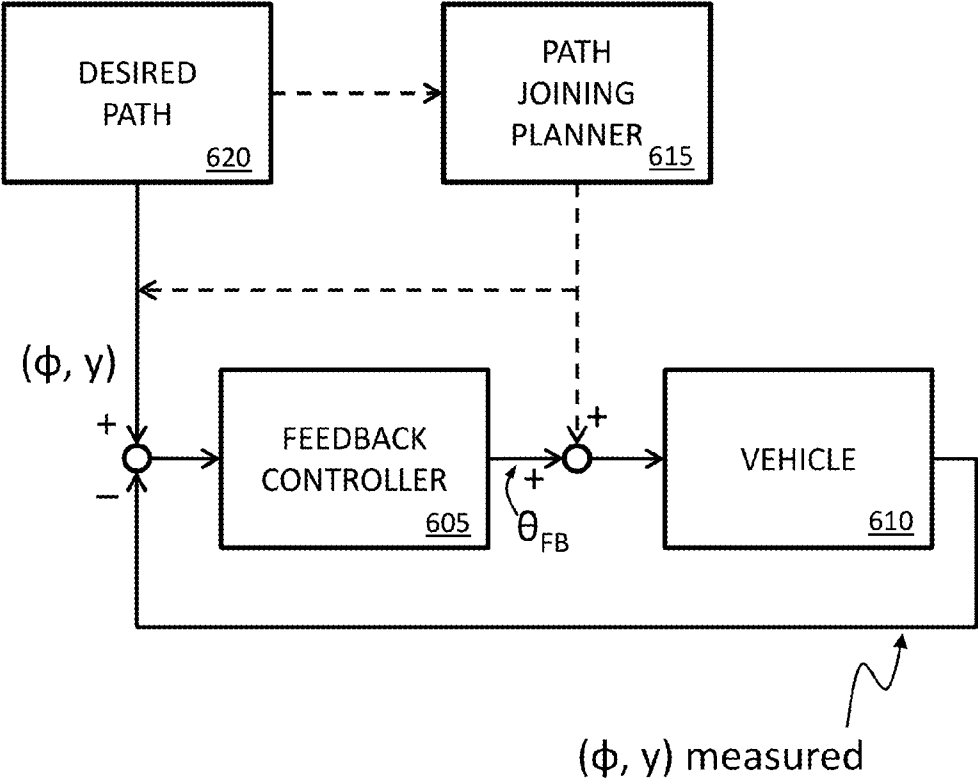 DESIRED
PATH
620
PATH
JOINING
PLANNER
615
(ϕ, y)
+
−
FEEDBACK
CONTROLLER
605
+
θFB
+
VEHICLE
610
(ϕ, y) measured